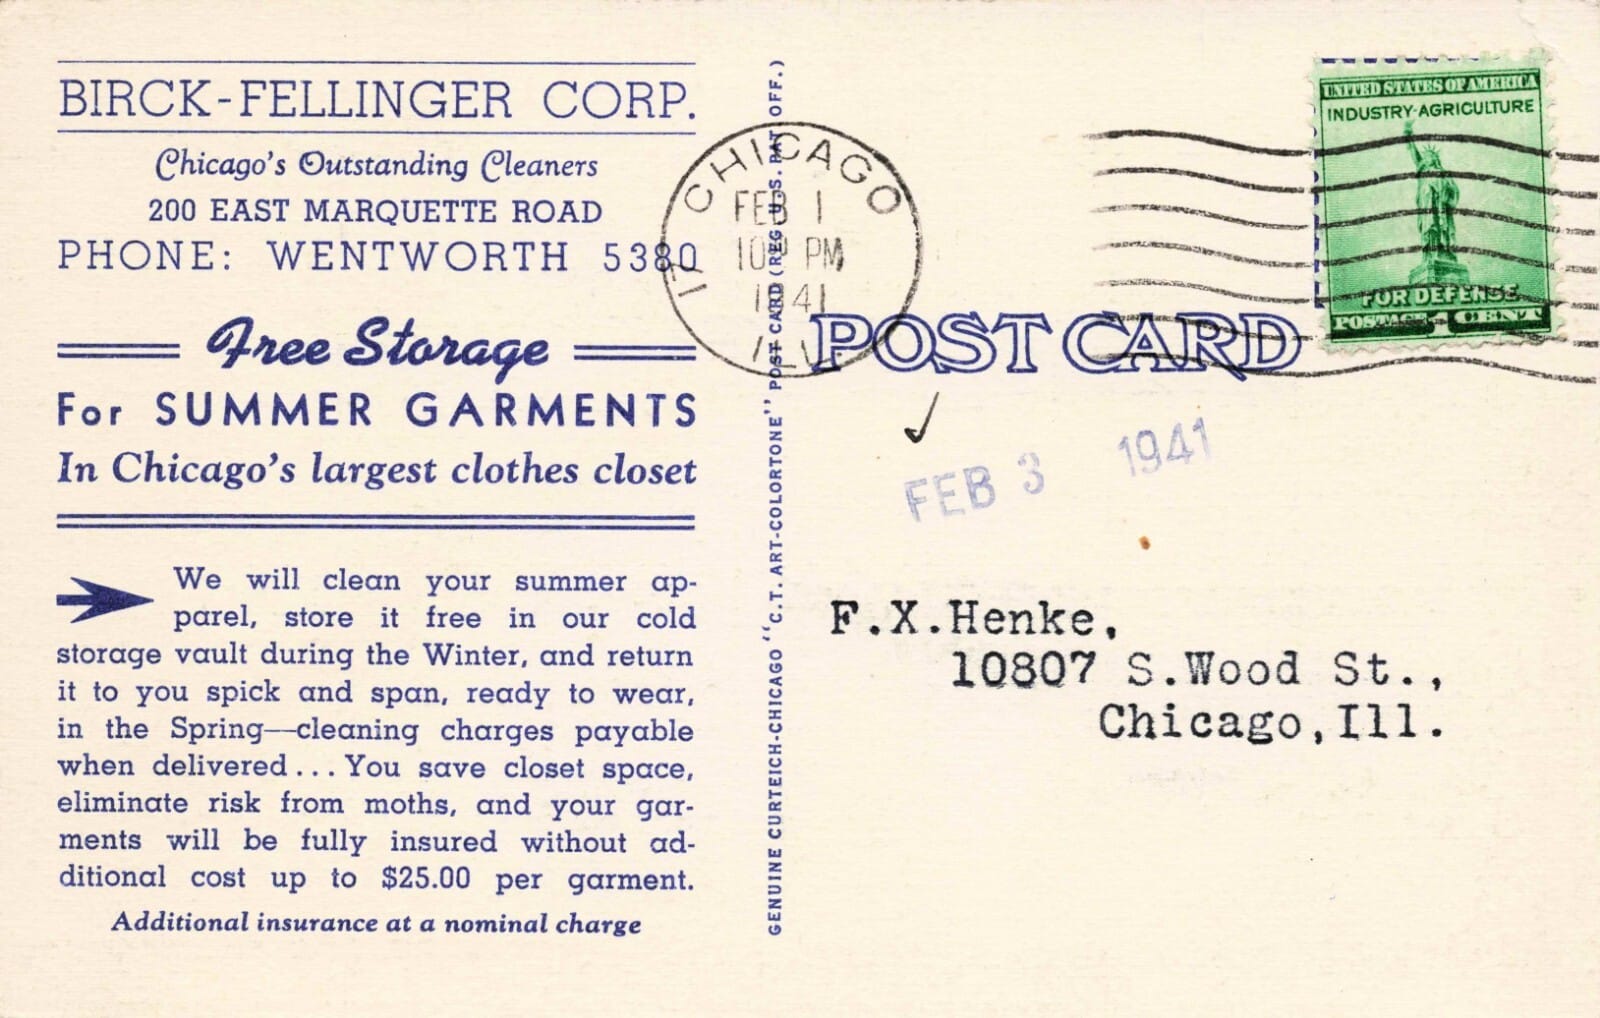 BIRCK-FELLINGER CORP.
Chicago's Outstanding Cleaners
200 EAST MARQUETTE ROAD
PHONE: WENTWORTH 5380
Free Storage
For SUMMER GARMENTS
In Chicago's largest clothes closet
We will clean your summer ap-
parel, store it free in our cold
storage vault during the Winter, and return
it to you spick and span, ready to wear,
in the Spring—cleaning charges payable
when delivered... You save closet space,
eliminate risk from moths, and your gar-
ments will be fully insured without ad-
ditional cost up to $25.00 per garment.
Additional insurance at a nominal charge
GENUINE CURTEICH-CHICAGO "C.T. ART-COLORTONE" POST CARD (REG. U.S. PAT. OFF.)
CHICAGO
FEB 1
PM
1941
ILL.
17
UNITED STATES OF AMERICA
INDUSTRY-AGRICULTURE
FOR DEFENSE
POSTAGE 1 CENT
POST CARD
FEB 3 1941
F.X.Henke,
10807 S.Wood St.,
Chicago,Ill.